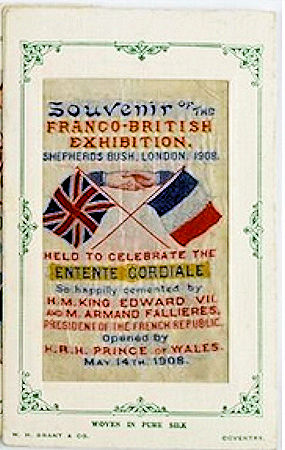 Souvenir OF THE
FRANCO-BRITISH
EXHIBITION.
SHEPHERDS BUSH, LONDON, 1908.
HELD TO CELEBRATE THE
ENTENTE CORDIALE
So happily cemented by
H.M. KING EDWARD VII.
AND M. ARMAND FALLIERES,
PRESIDENT OF THE FRENCH REPUBLIC.
Opened by
H.R.H. PRINCE OF WALES.
MAY 14TH. 1908.
WOVEN IN PURE SILK
W. H. GRANT & CO. COVENTRY.